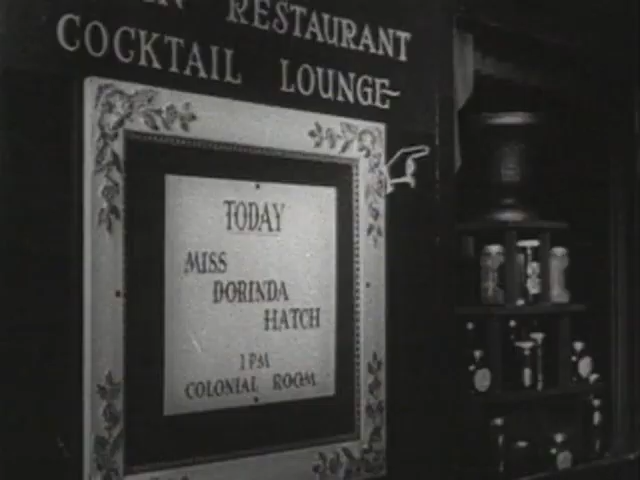 RESTAURANT
COCKTAIL LOUNGE
TODAY
MISS
DORINDA
HATCH
1 PM
COLONIAL ROOM